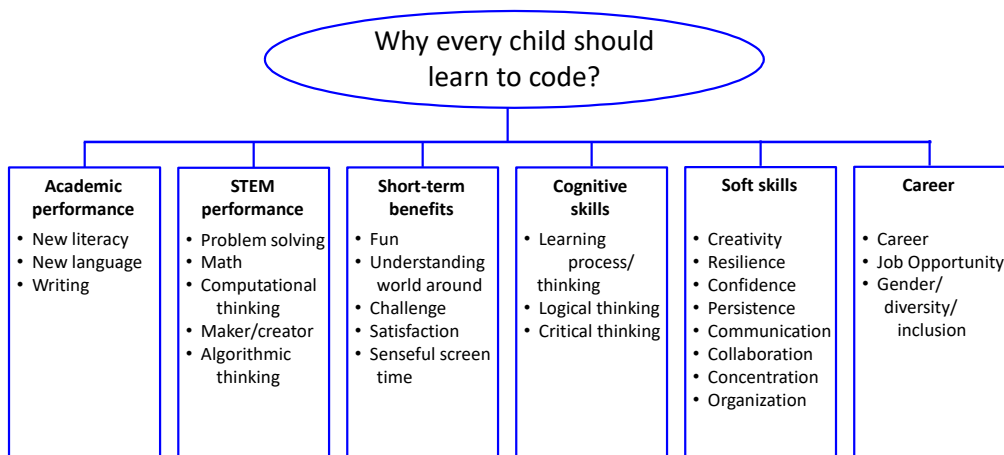 Why every child should
learn to code?
Academic
performance
• New literacy
• New language
• Writing
STEM
performance
• Problem solving
• Math
• Computational
thinking
• Maker/creator
• Algorithmic
thinking
Short-term
benefits
• Fun
• Understanding
world around
• Challenge
• Satisfaction
• Senseful screen
time
Cognitive
skills
• Learning
process/
thinking
• Logical thinking
• Critical thinking
Soft skills
• Creativity
• Resilience
• Confidence
• Persistence
• Communication
• Collaboration
• Concentration
• Organization
Career
• Career
• Job Opportunity
• Gender/
diversity/
inclusion